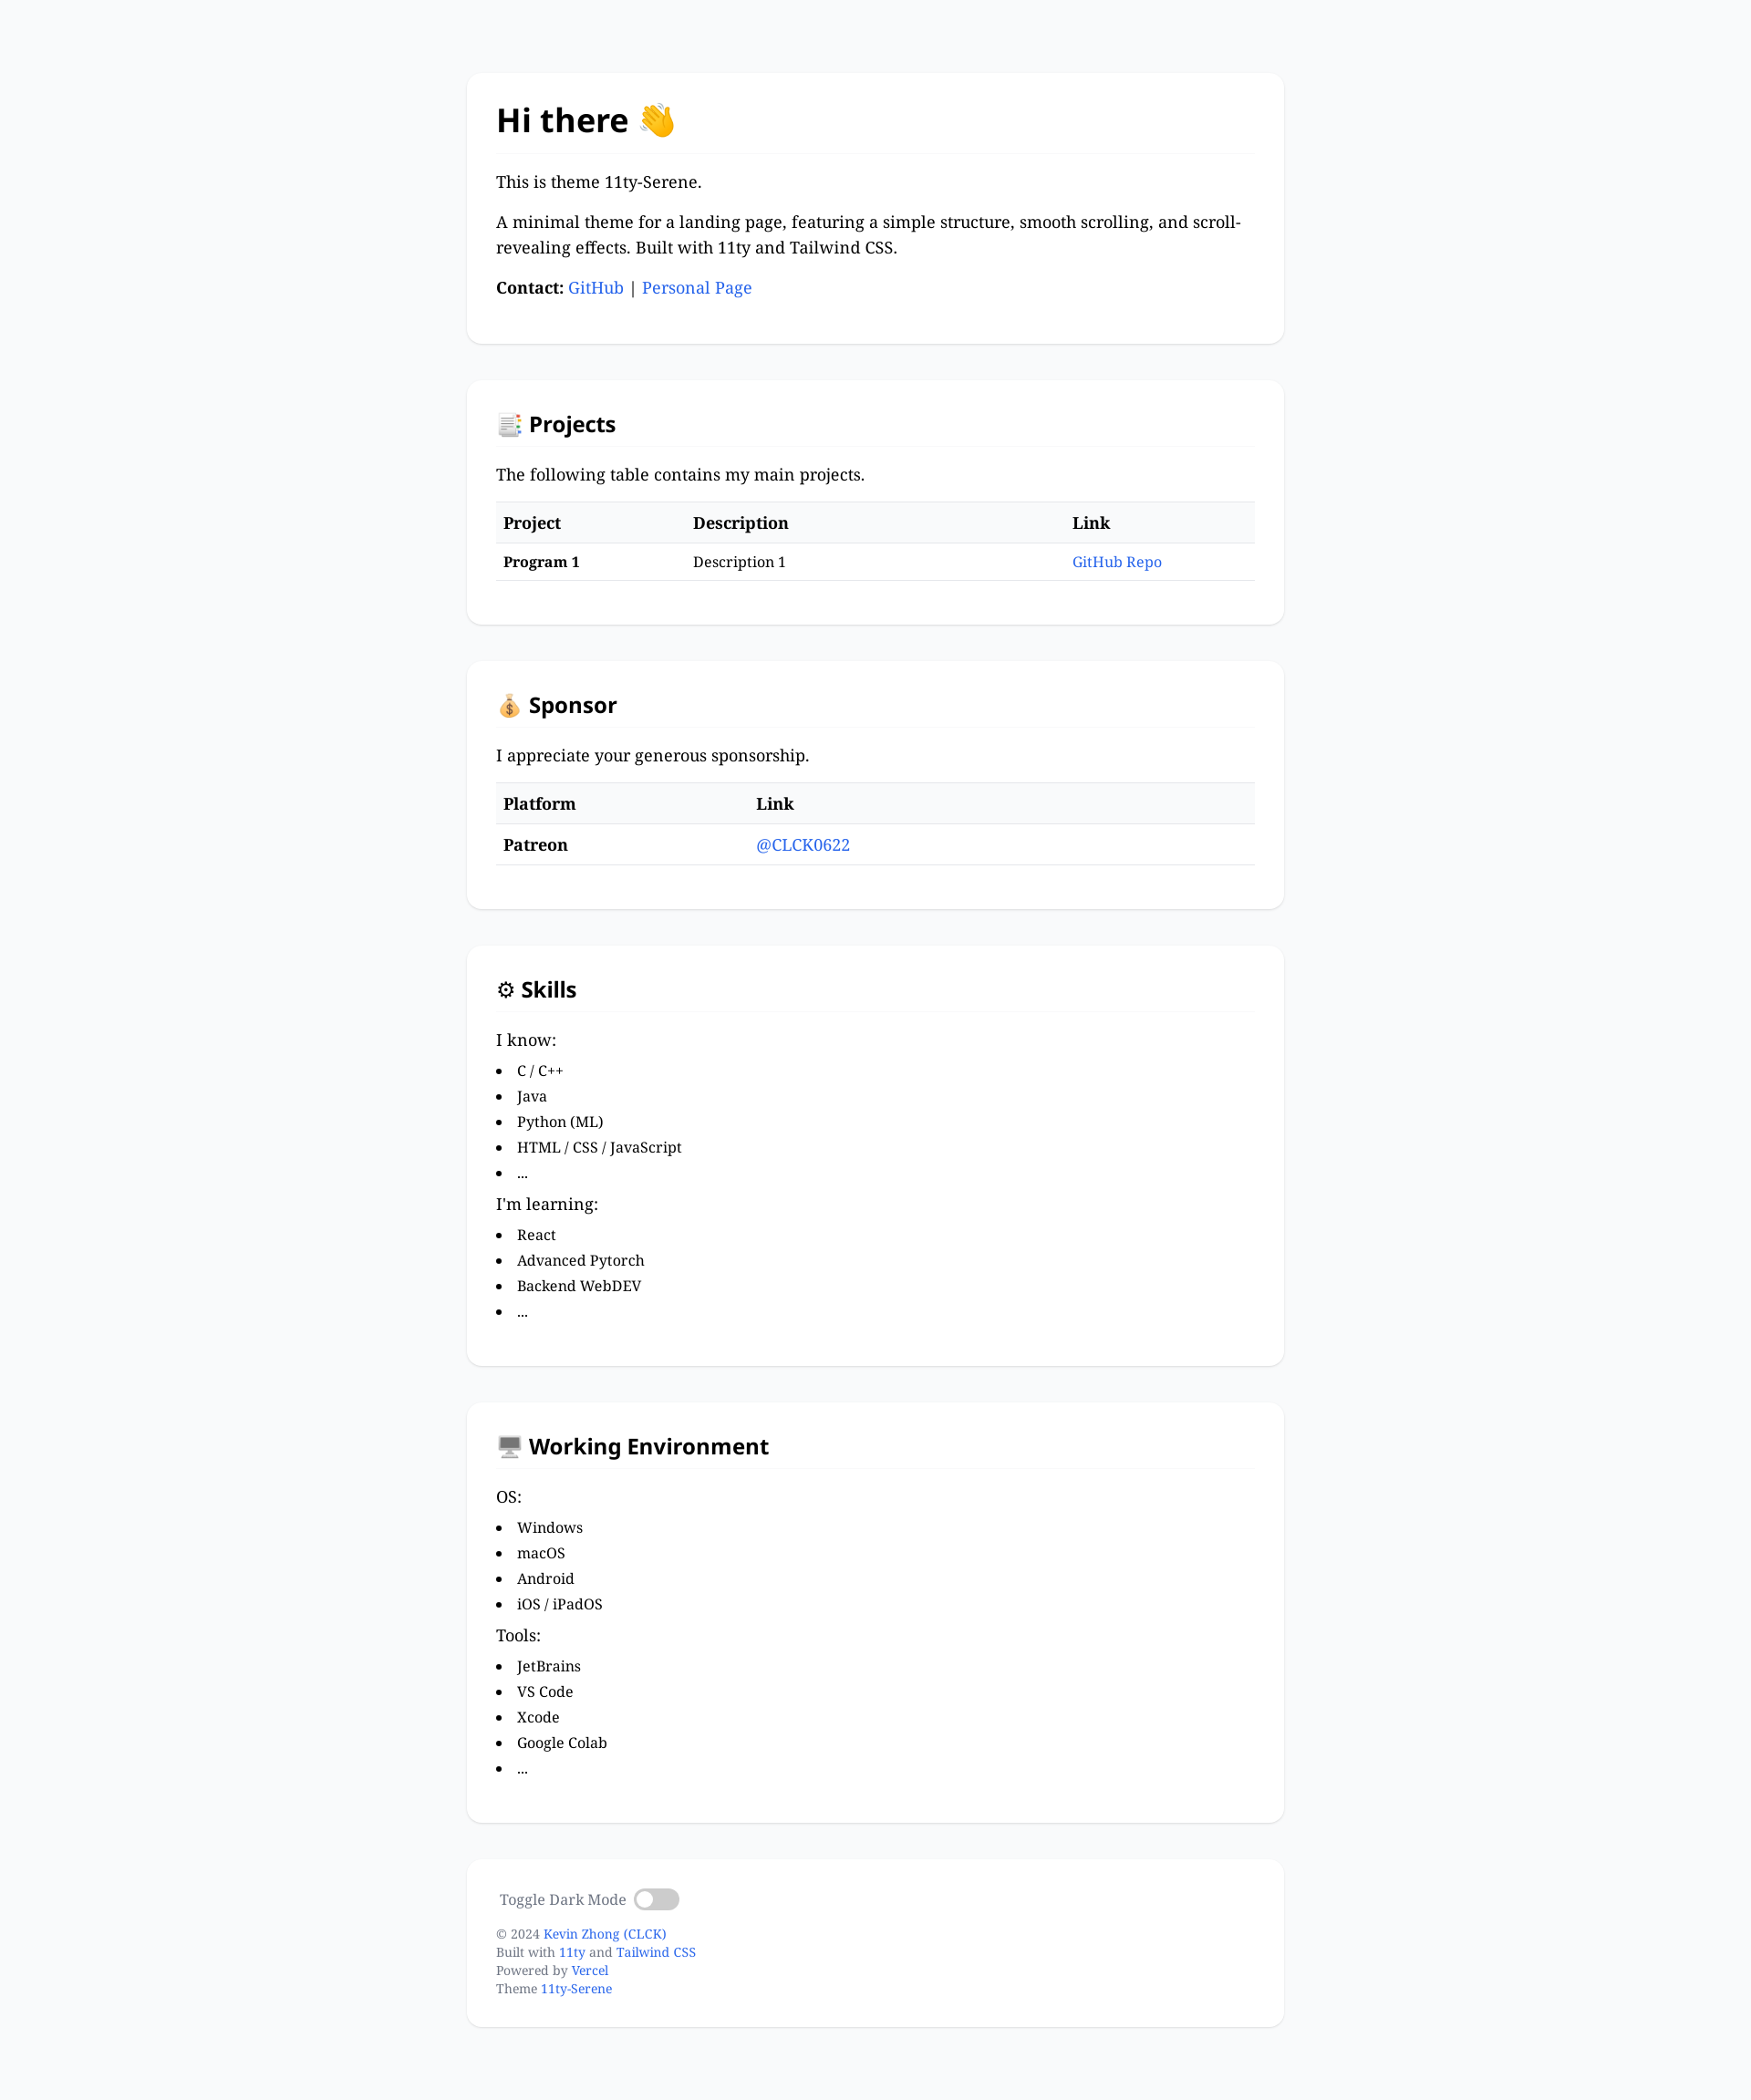 Hi there 👋
This is theme 11ty-Serene.
A minimal theme for a landing page, featuring a simple structure, smooth scrolling, and scroll-
revealing effects. Built with 11ty and Tailwind CSS.
Contact: GitHub | Personal Page
📑 Projects
The following table contains my main projects.
Project Description Link
Program 1 Description 1 GitHub Repo
💰 Sponsor
I appreciate your generous sponsorship.
Platform Link
Patreon @CLCK0622
⚙ Skills
I know:
• C / C++
• Java
• Python (ML)
• HTML / CSS / JavaScript
• ...
I'm learning:
• React
• Advanced Pytorch
• Backend WebDEV
• ...
🖥️ Working Environment
OS:
• Windows
• macOS
• Android
• iOS / iPadOS
Tools:
• JetBrains
• VS Code
• Xcode
• Google Colab
• ...
Toggle Dark Mode
© 2024 Kevin Zhong (CLCK)
Built with 11ty and Tailwind CSS
Powered by Vercel
Theme 11ty-Serene